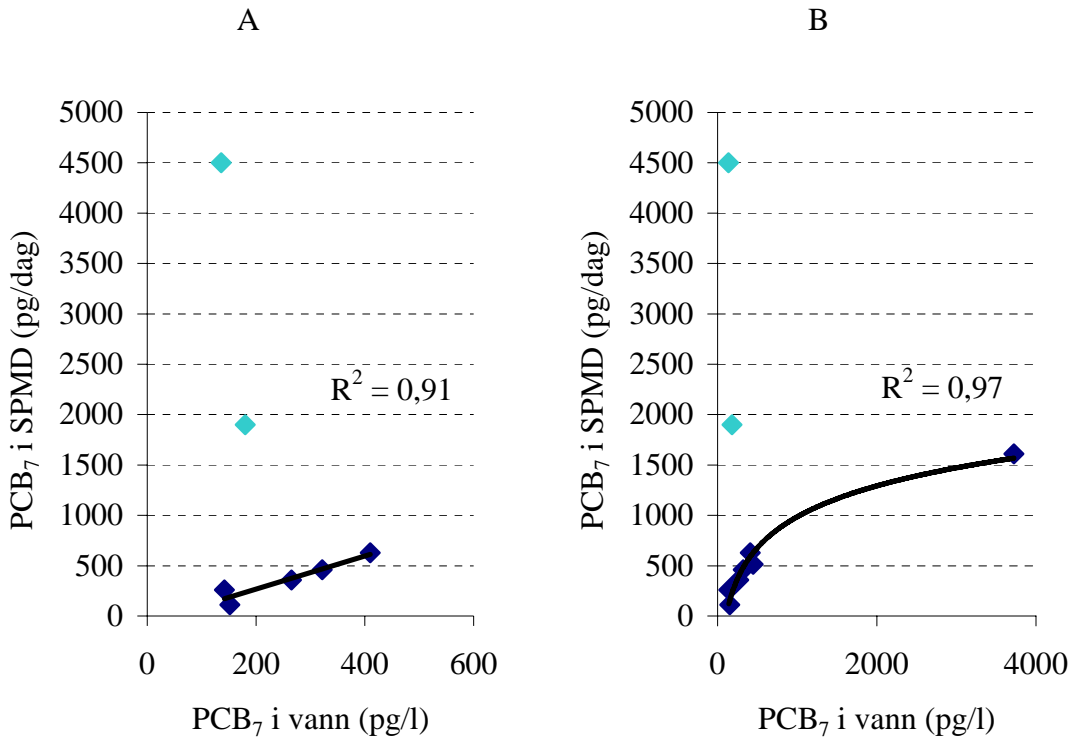 A
PCB₇ i SPMD (pg/dag)
5000
4500
4000
3500
3000
2500
2000
1500
1000
500
0
R² = 0,91
0 200 400 600
PCB₇ i vann (pg/l)
B
PCB₇ i SPMD (pg/dag)
5000
4500
4000
3500
3000
2500
2000
1500
1000
500
0
R² = 0,97
0 2000 4000
PCB₇ i vann (pg/l)